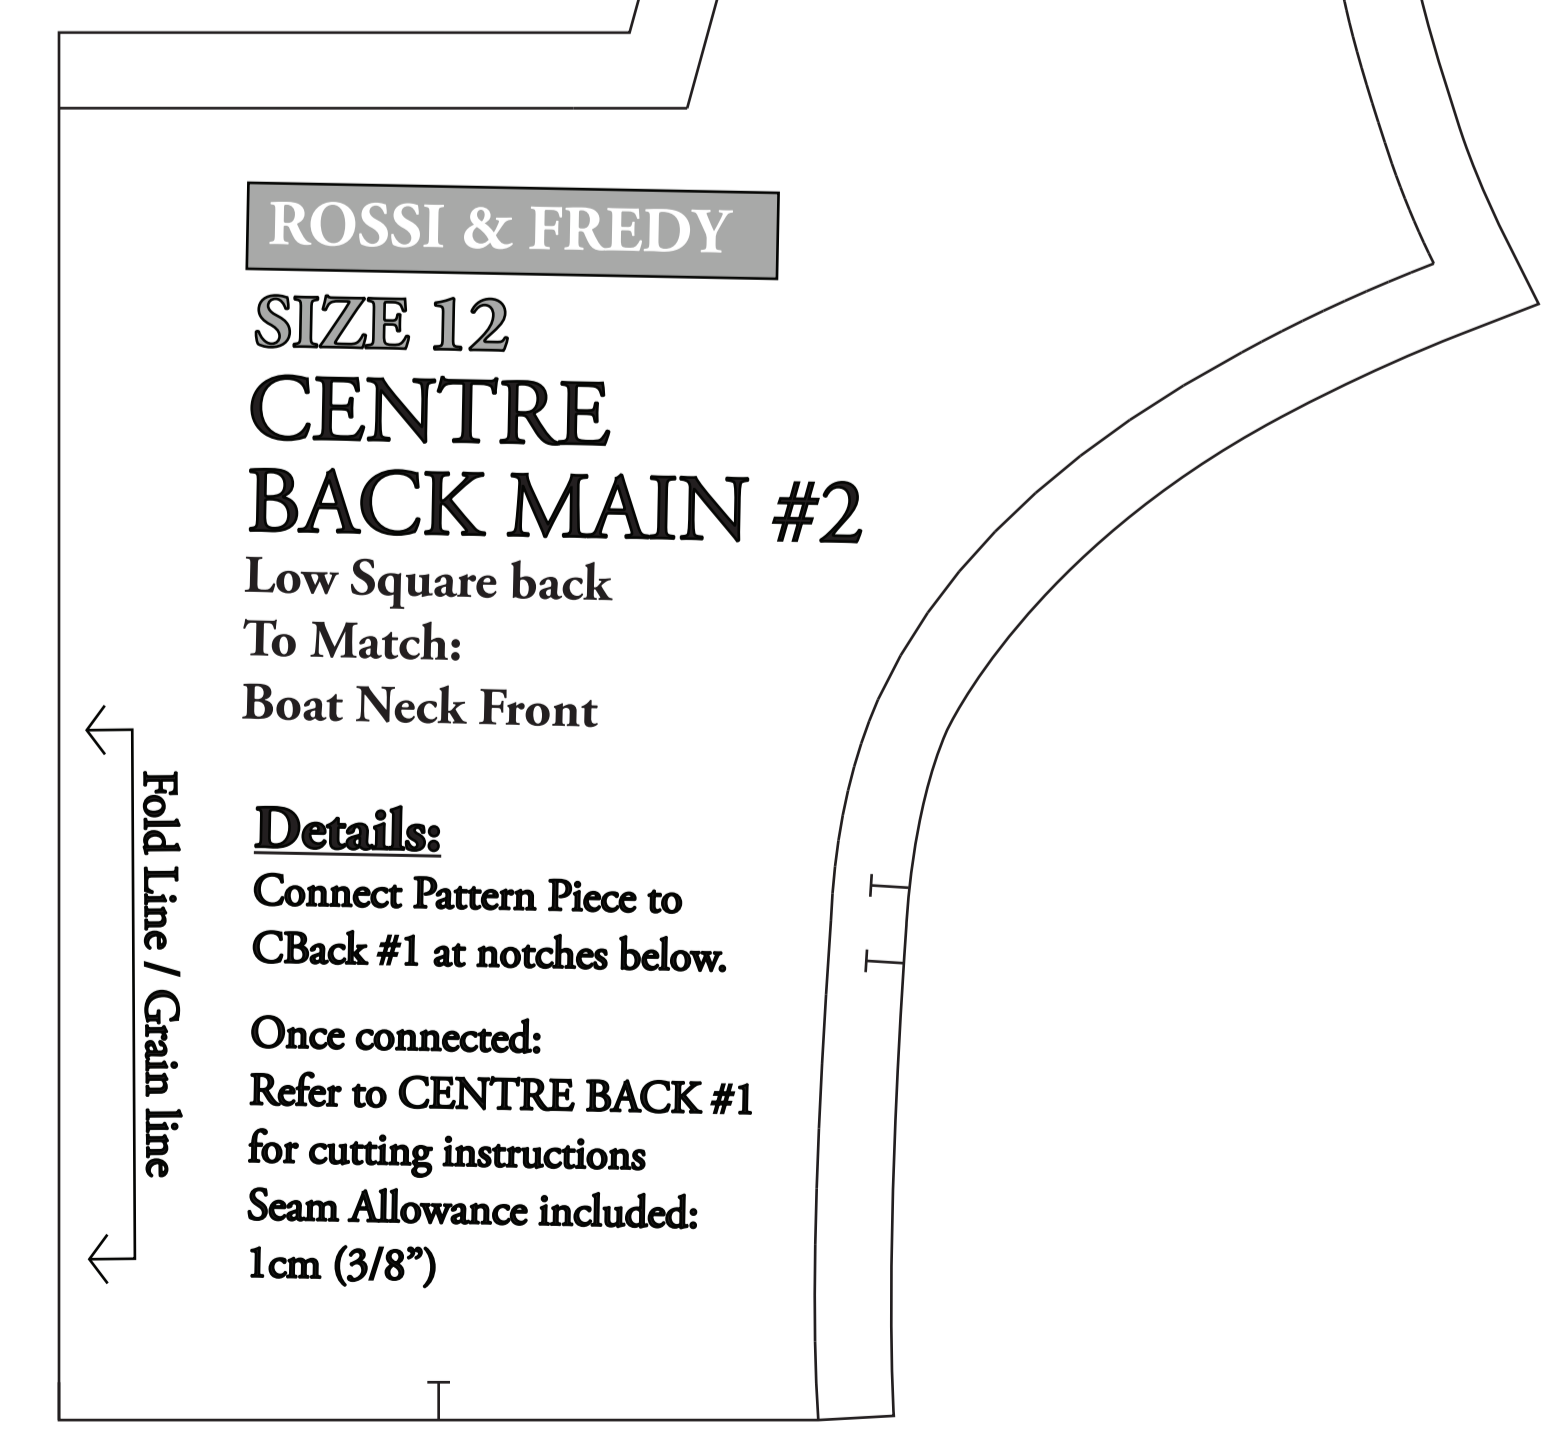 ROSSI & FREDY
SIZE 12
CENTRE
BACK MAIN #2
Low Square back
To Match:
Boat Neck Front
Fold Line / Grain line
Details:
Connect Pattern Piece to
CBack #1 at notches below.
Once connected:
Refer to CENTRE BACK #1
for cutting instructions
Seam Allowance included:
1cm (3/8”)